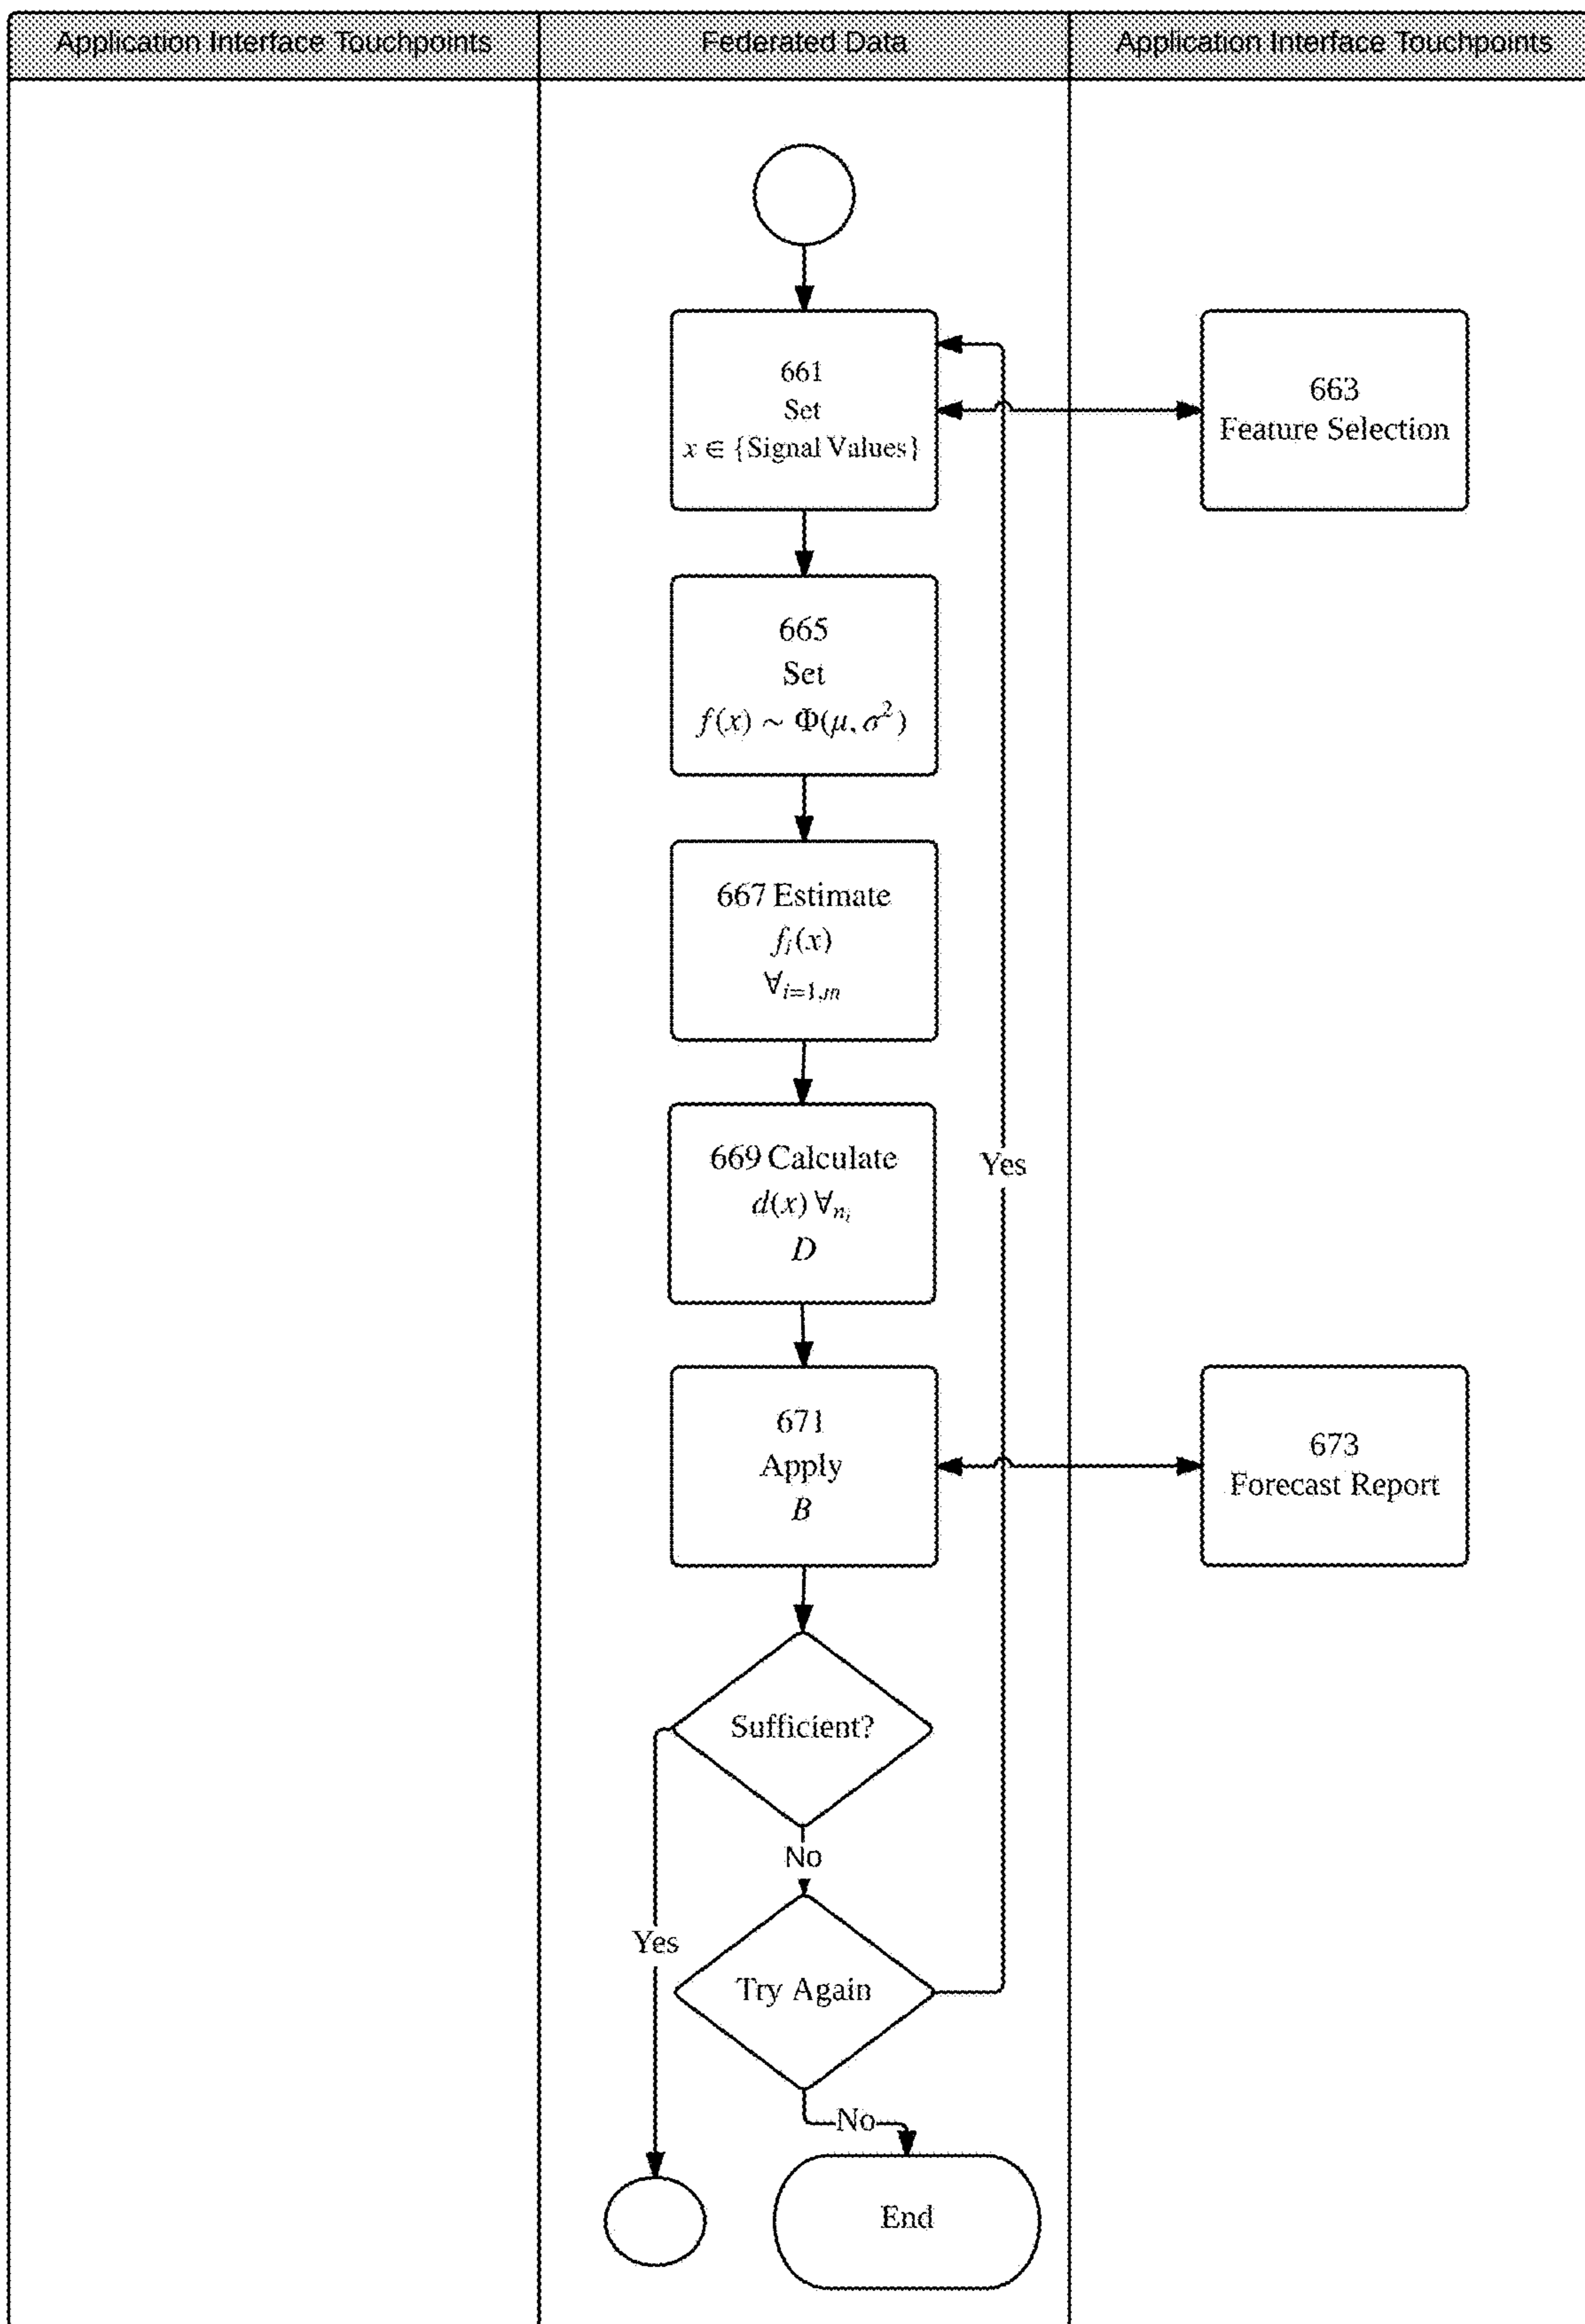 Application Interface Touchpoints
Federated Data
Application Interface Touchpoints
661
Set
x ∈ {Signal Values}
663
Feature Selection
665
Set
f(x) ~ Φ(μ, σ²)
667 Estimate
fᵢ(x)
∀i=1,m
669 Calculate
d(x) ∀nᵢ
D
Yes
671
Apply
B
673
Forecast Report
Sufficient?
No
Yes
Try Again
No
End